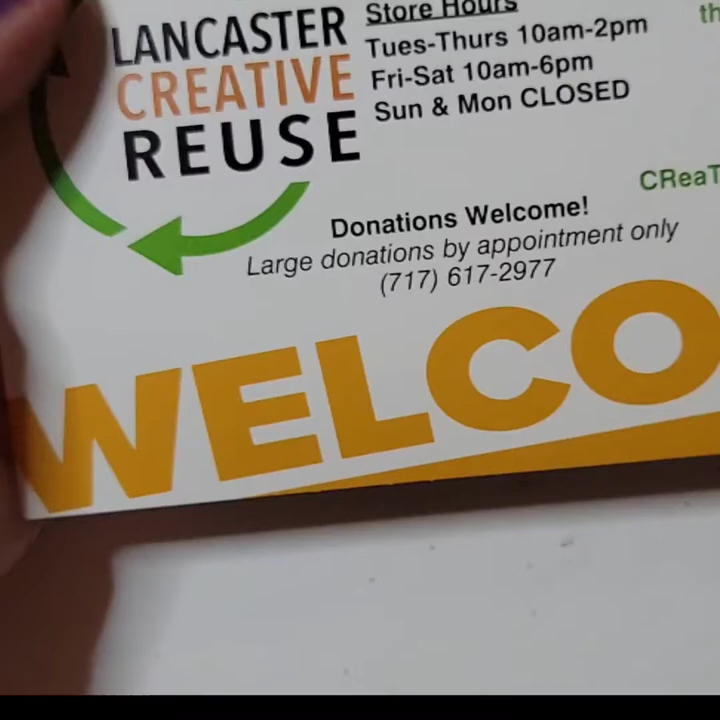 LANCASTER
CREATIVE
REUSE
Store Hours
Tues-Thurs 10am-2pm
Fri-Sat 10am-6pm
Sun & Mon CLOSED
Donations Welcome!
Large donations by appointment only
(717) 617-2977
th
CReaT
WELCO